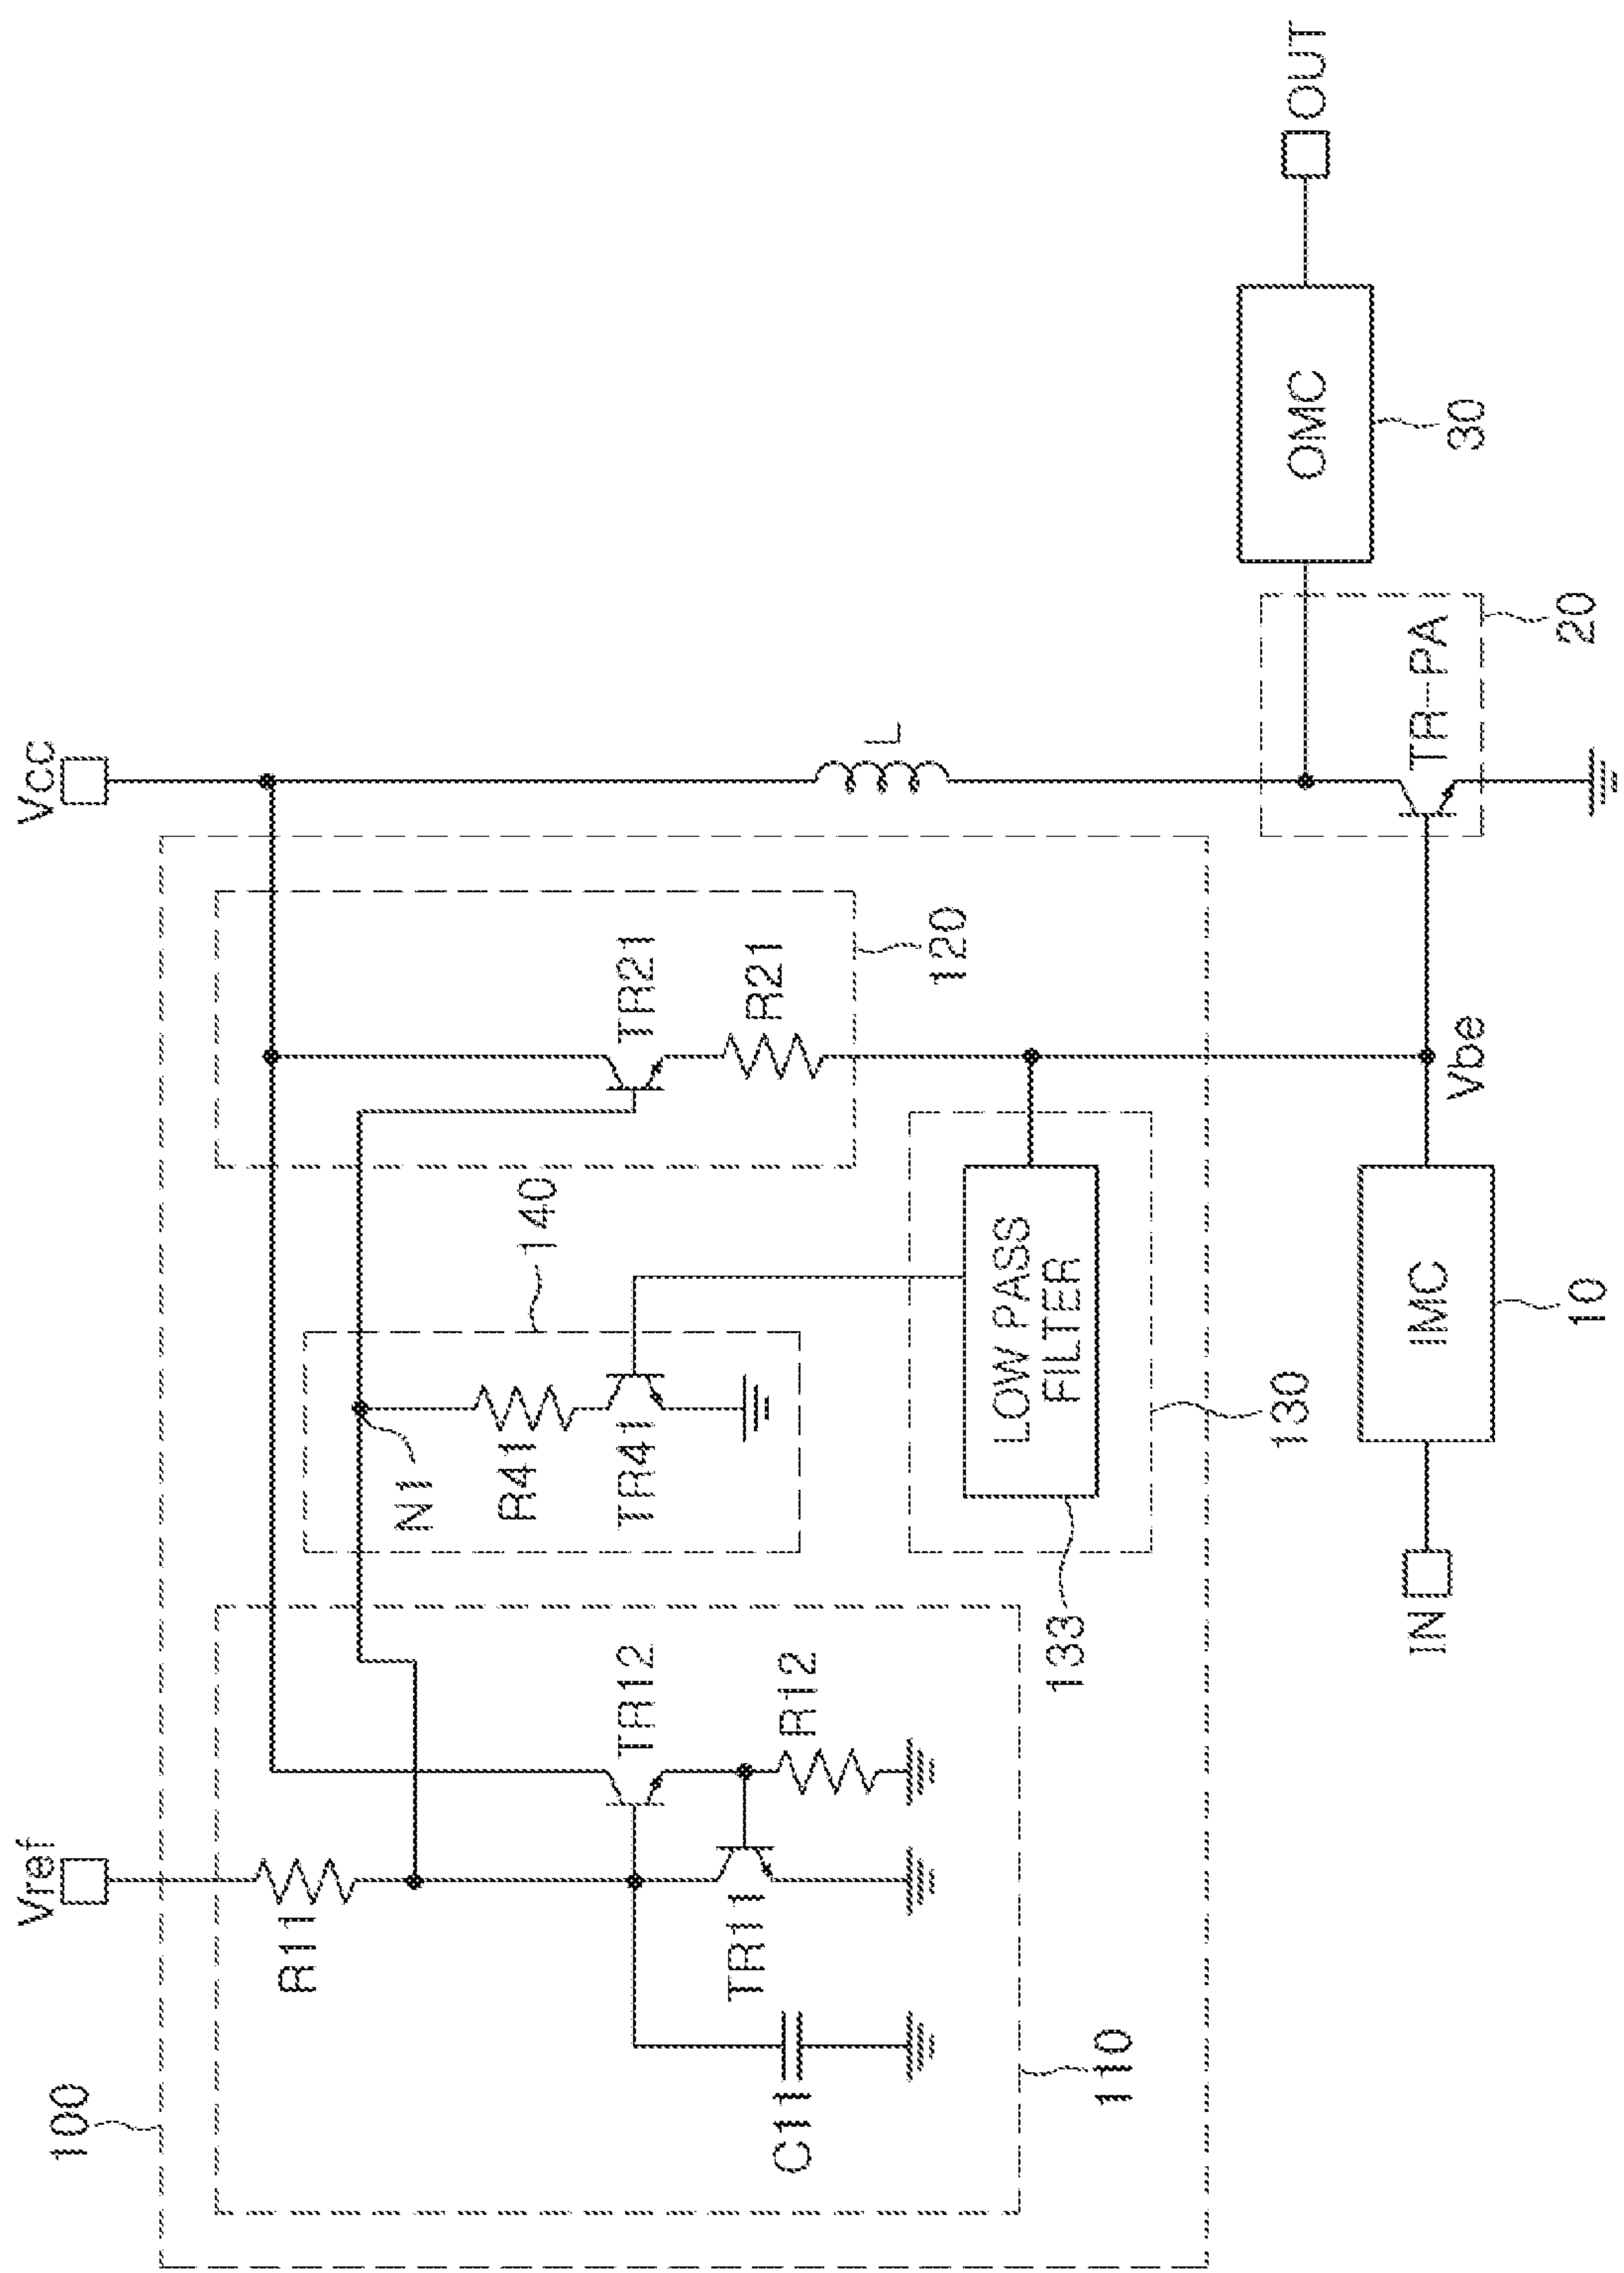 100
Vref
Vcc
R11
N1
140
R41
TR41
TR12
TR21
R21
120
L
TR11
R12
C11
110
133
LOW PASS
FILTER
130
IN
IMC
10
Vbe
TR-PA
20
OMC
30
OUT